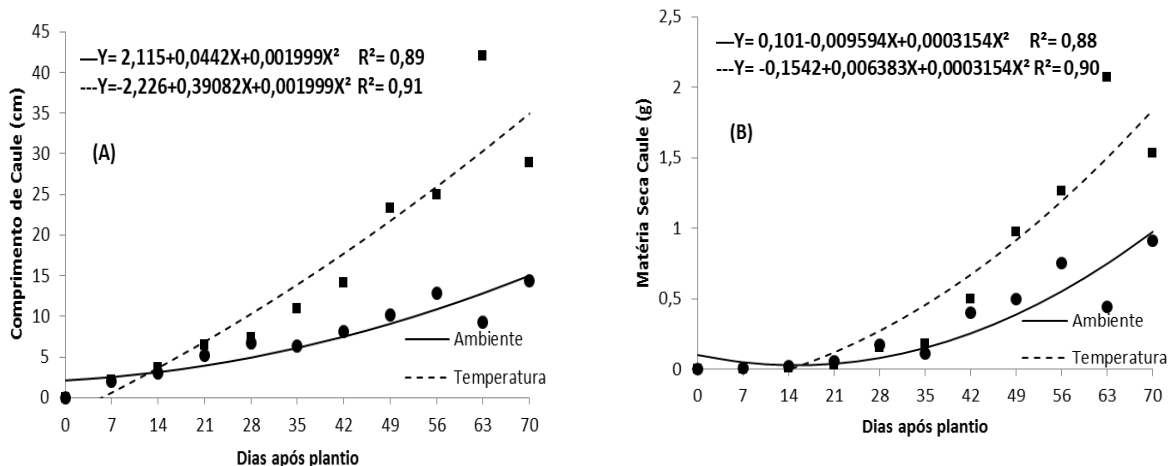 —Y= 2,115+0,0442X+0,001999X² R²= 0,89
---Y=-2,226+0,39082X+0,001999X² R²= 0,91
(A)
Comprimento de Caule (cm)
45
40
35
30
25
20
15
10
5
0
Ambiente
Temperatura
0 7 14 21 28 35 42 49 56 63 70
Dias após plantio
—Y= 0,101-0,009594X+0,0003154X² R²= 0,88
---Y= -0,1542+0,006383X+0,0003154X² R²= 0,90
(B)
Matéria Seca Caule (g)
2,5
2
1,5
1
0,5
0
Ambiente
Temperatura
0 7 14 21 28 35 42 49 56 63 70
Dias após plantio